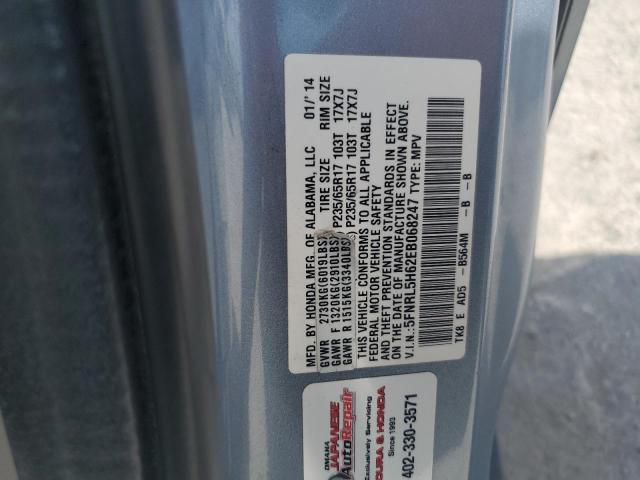 MFD. BY HONDA MFG. OF ALABAMA, LLC 01/'14
GVWR 2730KG(6019LBS) TIRE SIZE RIM SIZE
GAWR F 1320KG(2910LBS) P235/65R17 103T 17X7J
GAWR R 1515KG(3340LBS) P235/65R17 103T 17X7J
THIS VEHICLE CONFORMS TO ALL APPLICABLE
FEDERAL MOTOR VEHICLE SAFETY
AND THEFT PREVENTION STANDARDS IN EFFECT
ON THE DATE OF MANUFACTURE SHOWN ABOVE.
V.I.N.: 5FNRL5H62EB068247 TYPE: MPV
TK8 E AD5 - B564M - B - B
OMAHA
JAPANESE
AutoRepair
Exclusively Servicing
ACURA & HONDA
Since 1993
402-330-3571